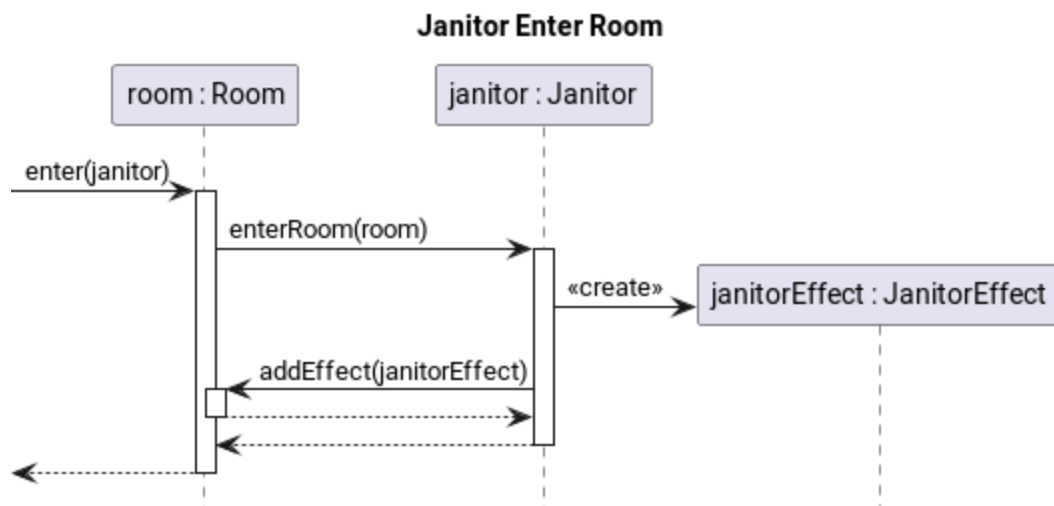 Janitor Enter Room
room : Room
janitor : Janitor
enter(janitor)
enterRoom(room)
«create»
janitorEffect : JanitorEffect
addEffect(janitorEffect)